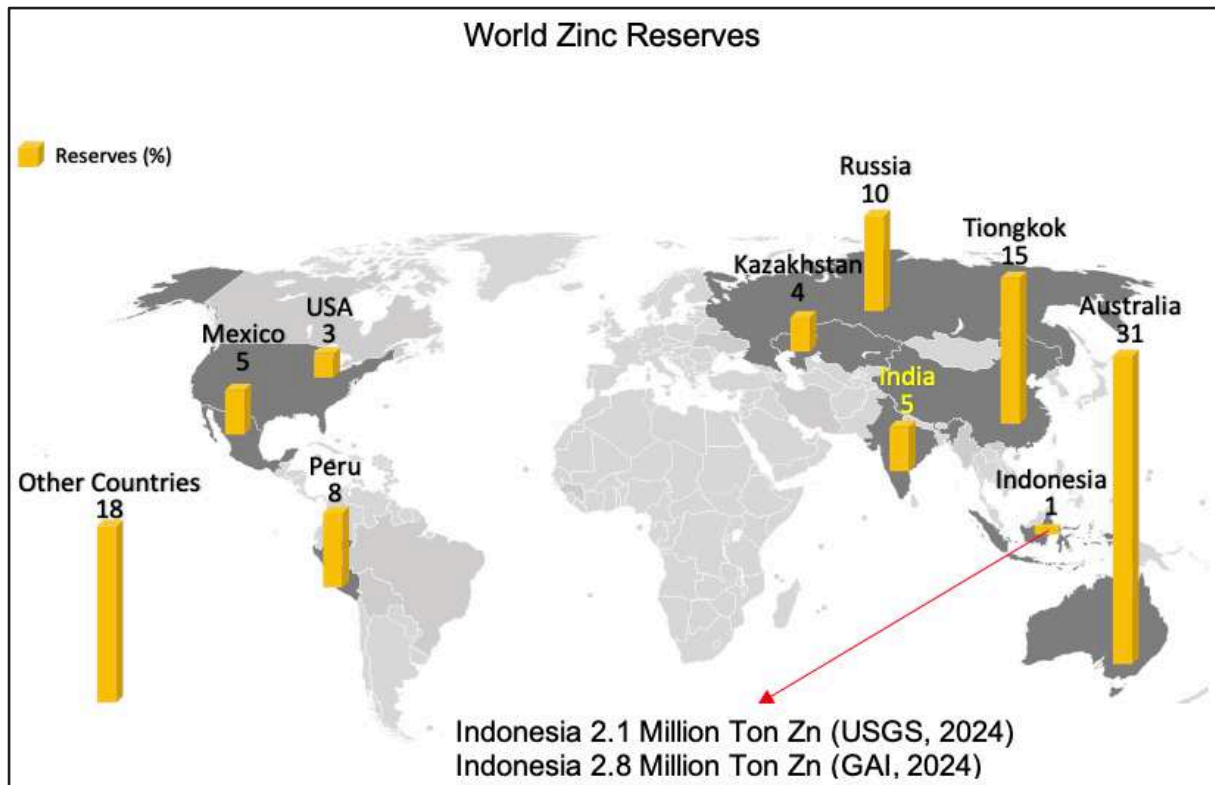 World Zinc Reserves
Reserves (%)
Russia
10
Tiongkok
15
Kazakhstan
4
Australia
31
USA
3
Mexico
5
India
5
Peru
8
Other Countries
18
Indonesia
1
Indonesia 2.1 Million Ton Zn (USGS, 2024)
Indonesia 2.8 Million Ton Zn (GAI, 2024)